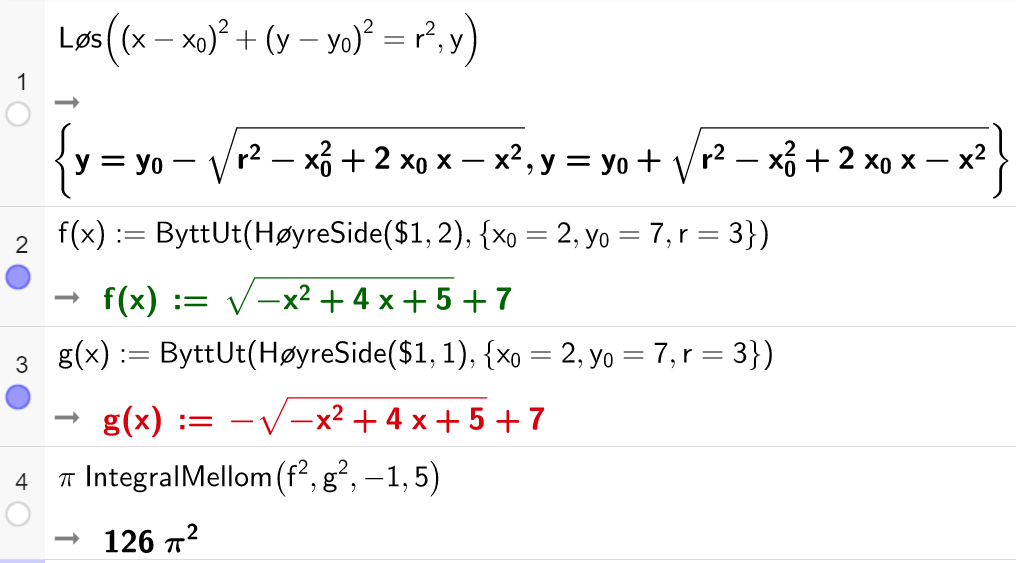 Løs((x − x₀)² + (y − y₀)² = r², y)
1
→
{y = y₀ − √(r² − x₀² + 2 x₀ x − x²), y = y₀ + √(r² − x₀² + 2 x₀ x − x²)}
2 f(x) := ByttUt(HøyreSide($1, 2), {x₀ = 2, y₀ = 7, r = 3})
→ f(x) := √(−x² + 4 x + 5) + 7
3 g(x) := ByttUt(HøyreSide($1, 1), {x₀ = 2, y₀ = 7, r = 3})
→ g(x) := −√(−x² + 4 x + 5) + 7
4 π IntegralMellom(f², g², −1, 5)
→ 126 π²